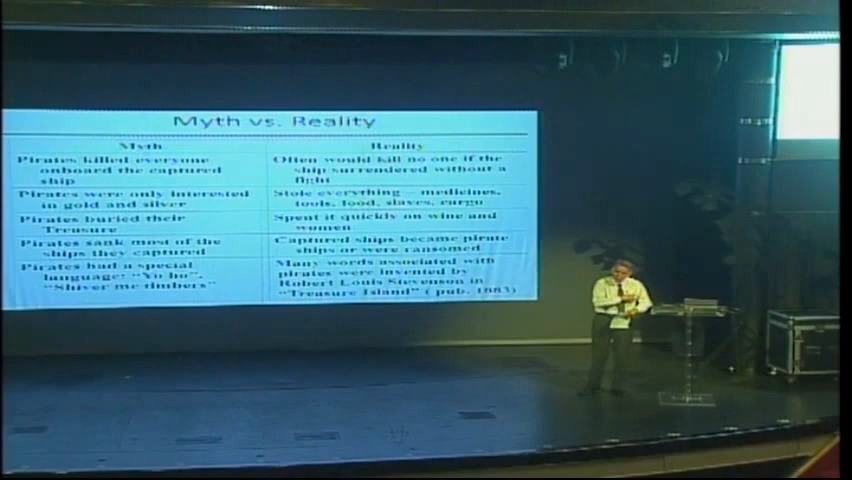 Myth vs. Reality
Myth
Reality
Pirates killed everyone
onboard the captured
ship
Often would kill no one if the
ship surrendered without a
fight
Pirates were only interested
in gold and silver
Stole everything – medicines,
tools, food, slaves, cargo
Pirates buried their
Treasure
Spent it quickly on wine and
women
Pirates sank most of the
ships they captured
Captured ships became pirate
ships or were ransomed
Pirates had a special
language: "Yo ho",
"Shiver me timbers"
Many words associated with
pirates were invented by
Robert Louis Stevenson in
"Treasure Island" ( pub. 1883)